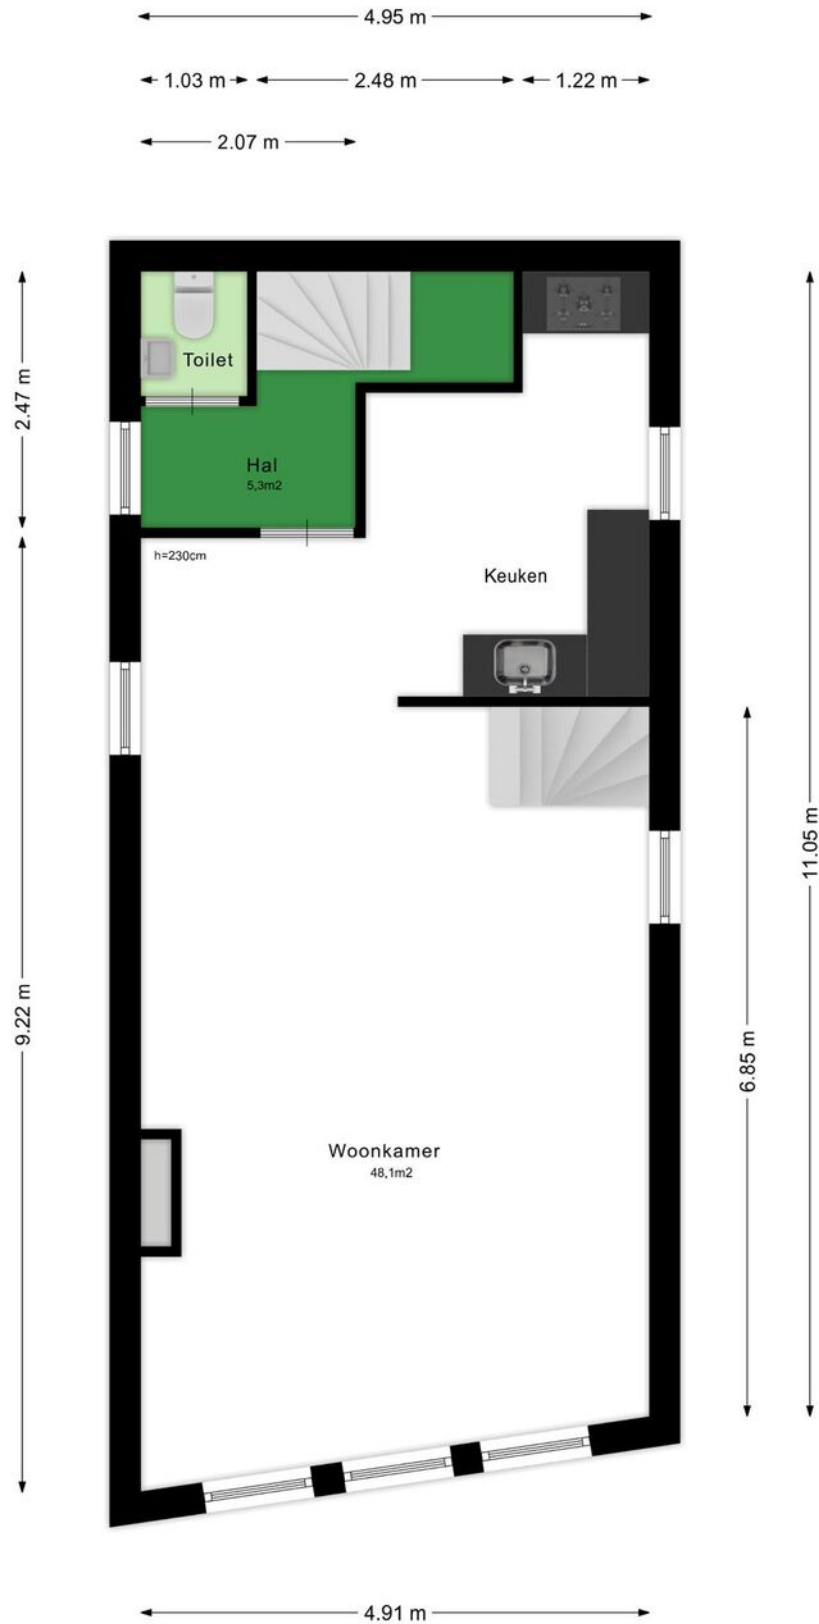 4.95 m
1.03 m
2.48 m
1.22 m
2.07 m
Toilet
2.47 m
Hal
5,3m2
h=230cm
Keuken
11.05 m
9.22 m
6.85 m
Woonkamer
48,1m2
4.91 m